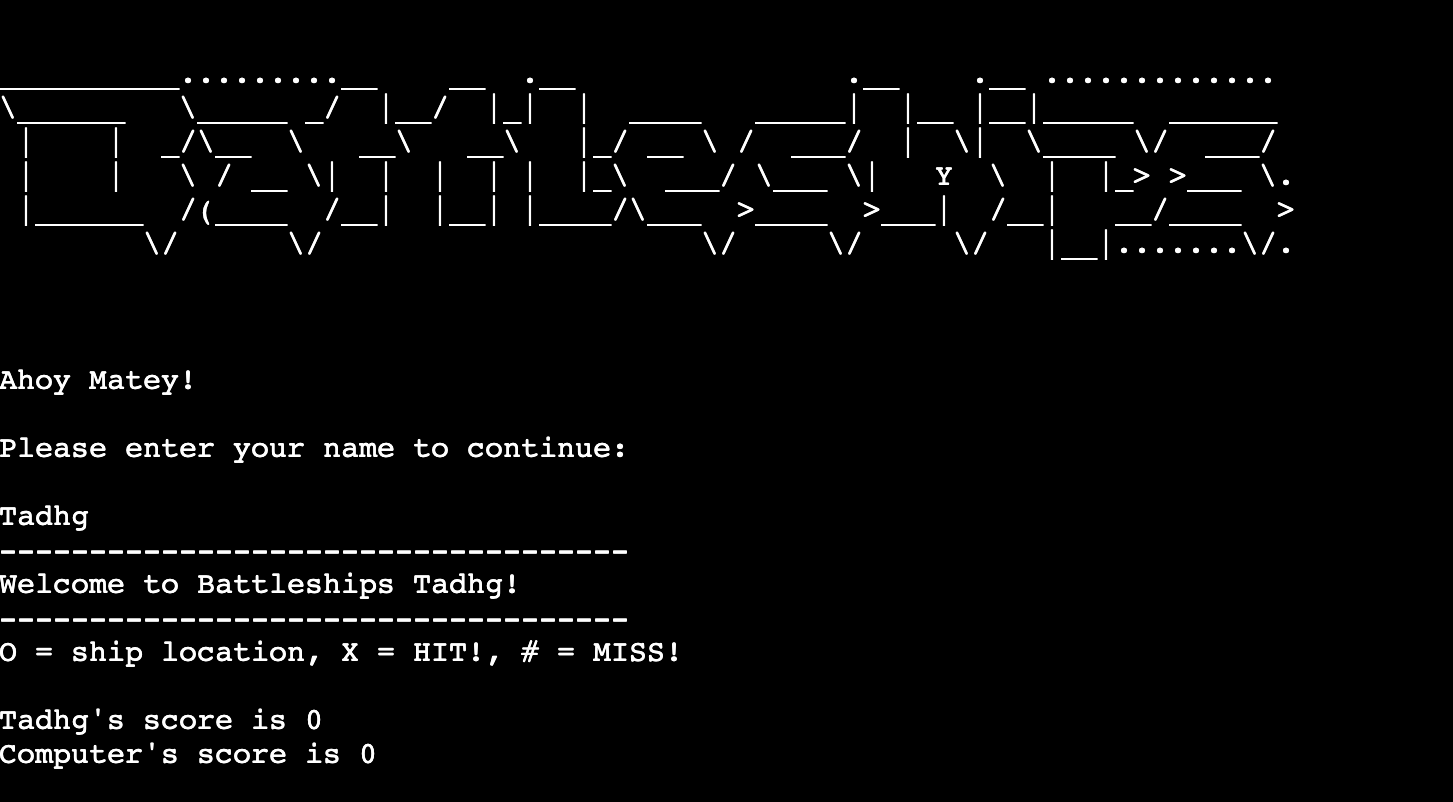 Battleships
Ahoy Matey!
Please enter your name to continue:
Tadhg
-----------------------------------
Welcome to Battleships Tadhg!
-----------------------------------
O = ship location, X = HIT!, # = MISS!
Tadhg's score is 0
Computer's score is 0